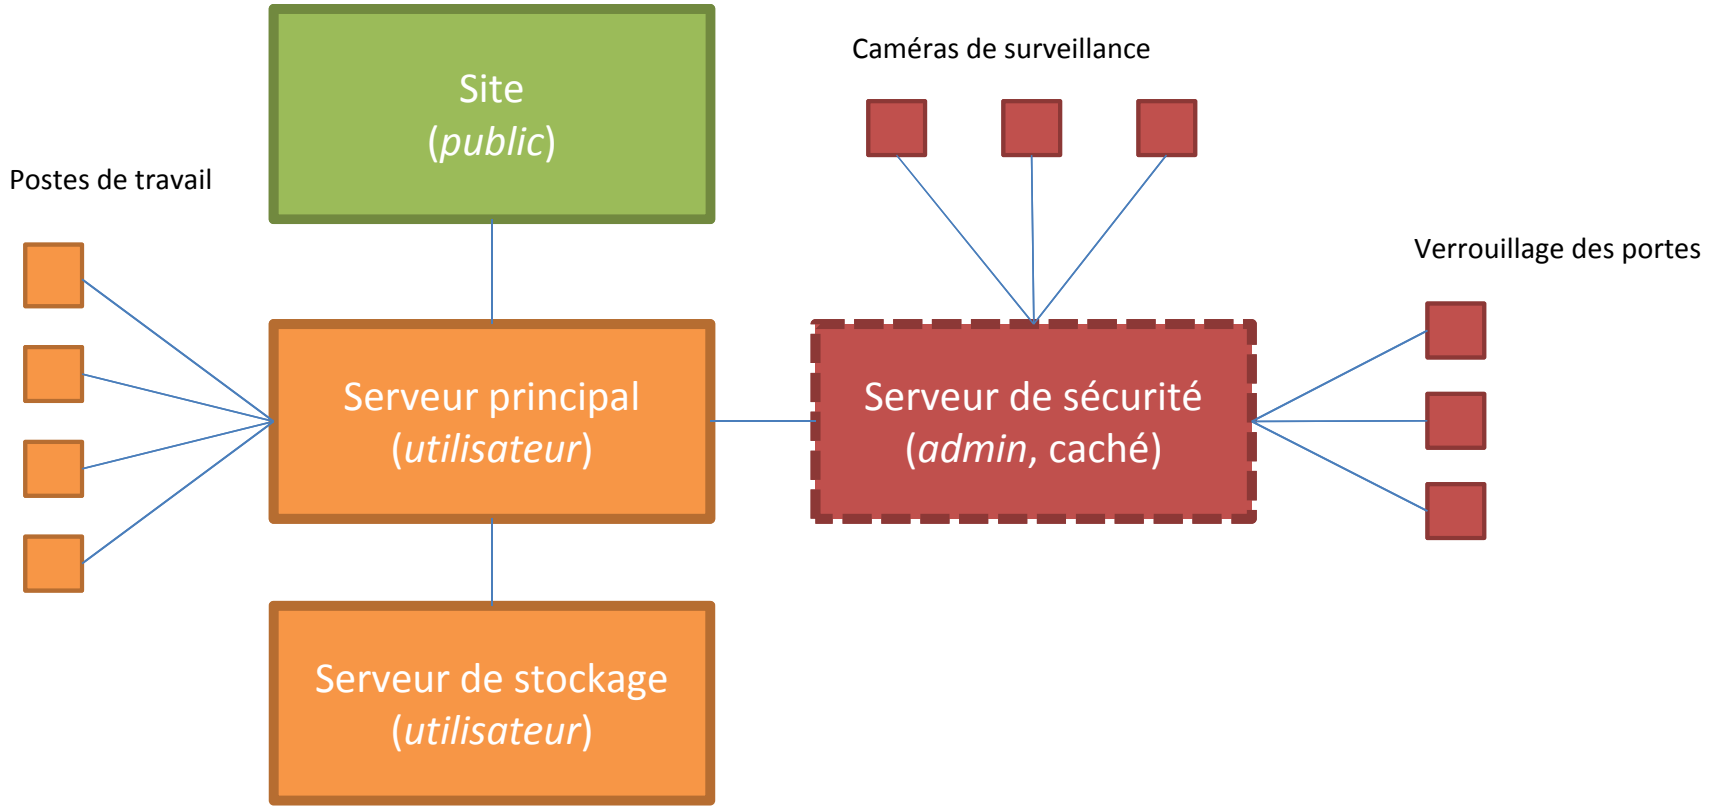 Caméras de surveillance
Site
(public)
Postes de travail
Verrouillage des portes
Serveur principal
(utilisateur)
Serveur de sécurité
(admin, caché)
Serveur de stockage
(utilisateur)